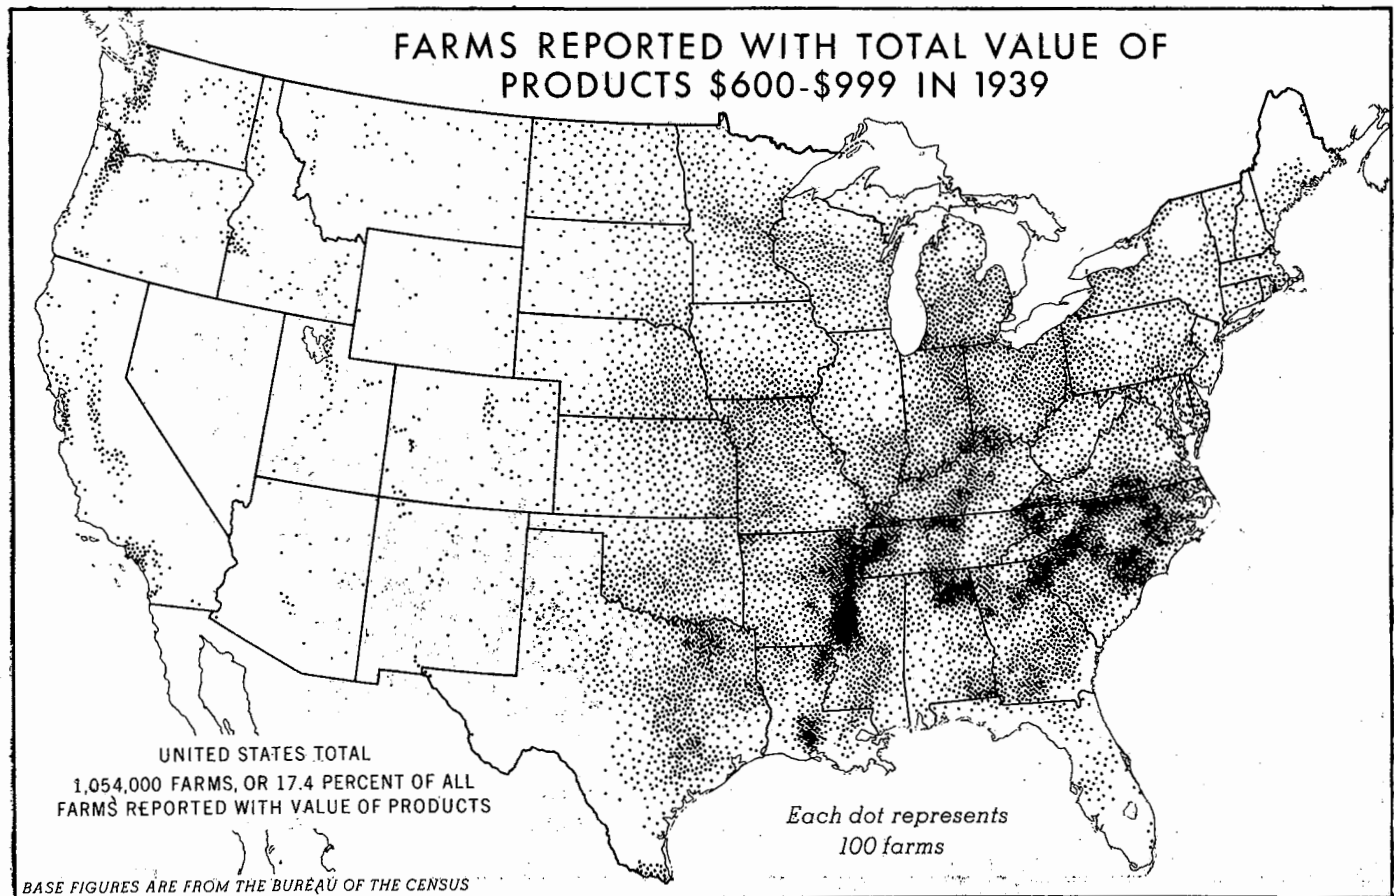 FARMS REPORTED WITH TOTAL VALUE OF
PRODUCTS $600-$999 IN 1939
UNITED STATES TOTAL
1,054,000 FARMS, OR 17.4 PERCENT OF ALL
FARMS REPORTED WITH VALUE OF PRODUCTS
Each dot represents
100 farms
BASE FIGURES ARE FROM THE BUREAU OF THE CENSUS